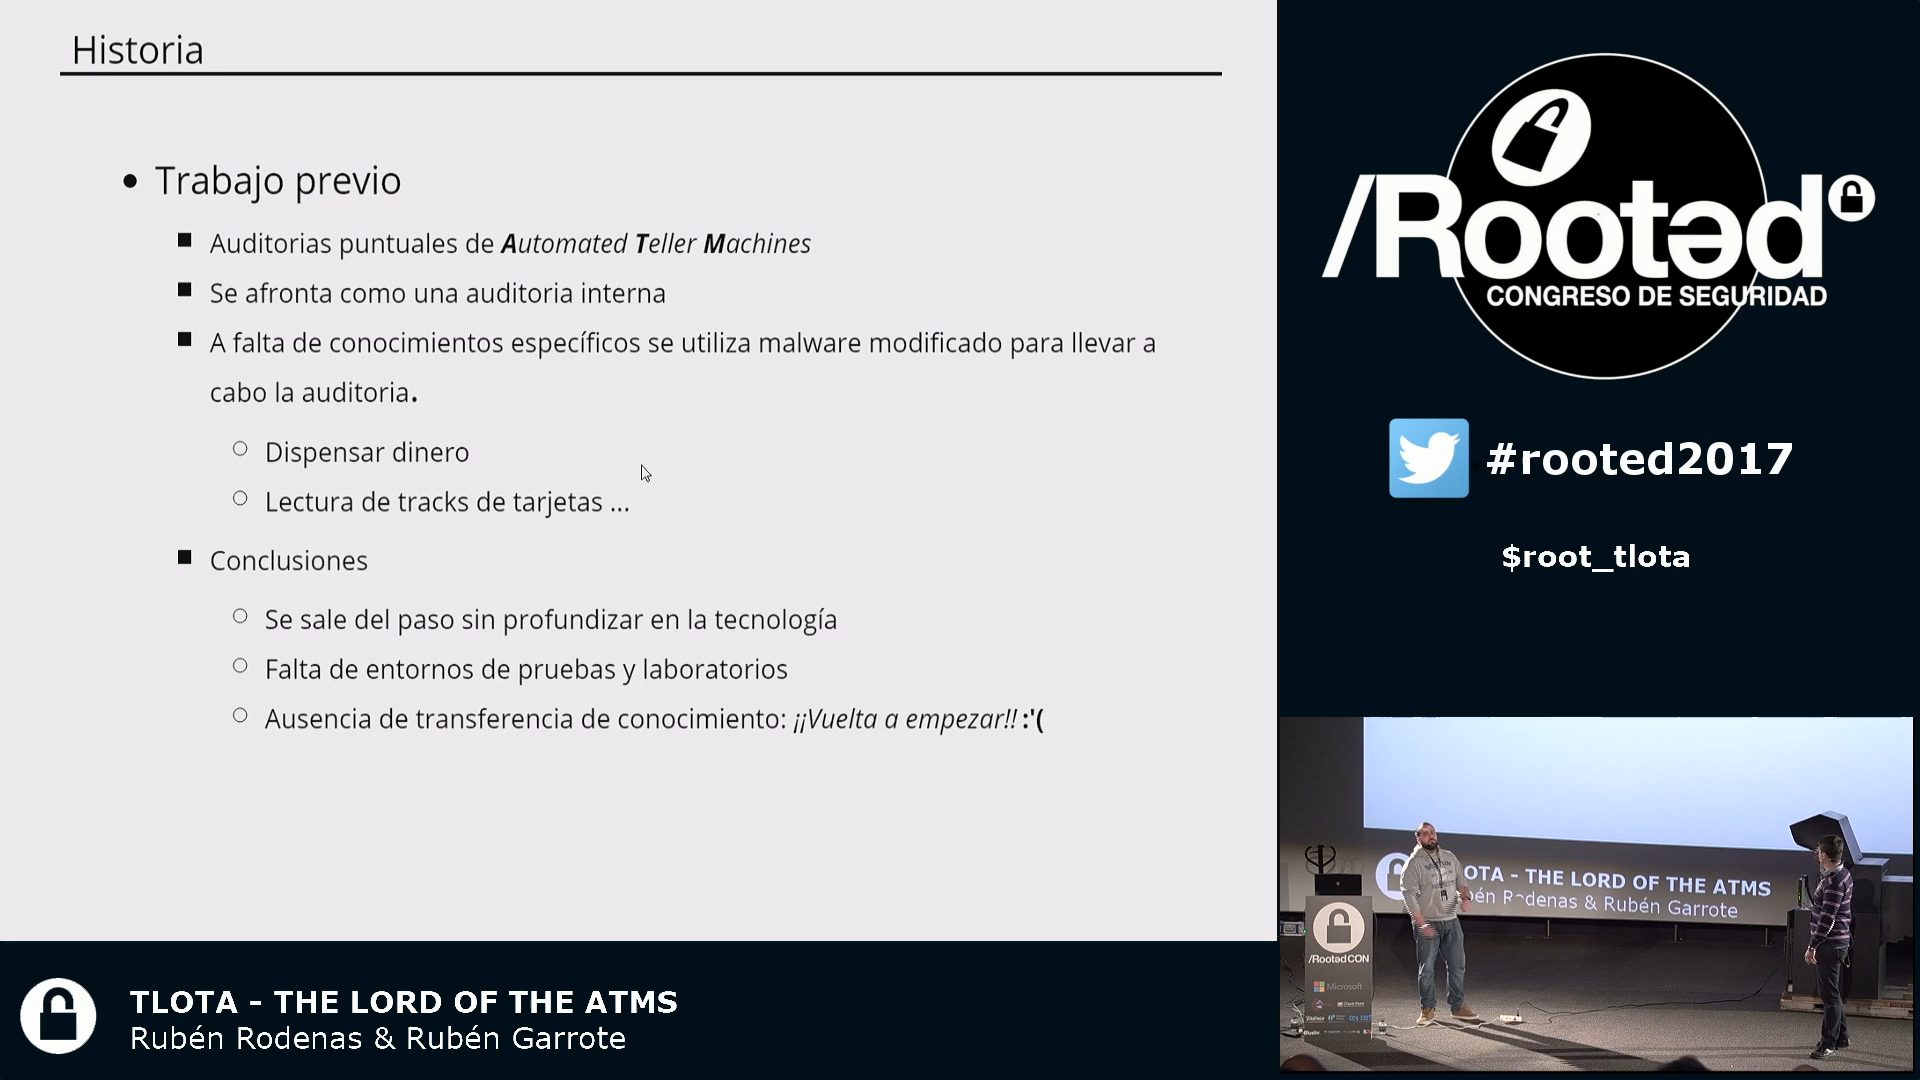 Historia
Trabajo previo
Auditorias puntuales de Automated Teller Machines
Se afronta como una auditoria interna
A falta de conocimientos específicos se utiliza malware modificado para llevar a
cabo la auditoria.
Dispensar dinero
Lectura de tracks de tarjetas ...
Conclusiones
Se sale del paso sin profundizar en la tecnología
Falta de entornos de pruebas y laboratorios
Ausencia de transferencia de conocimiento: ¡¡Vuelta a empezar!! :'(
/Rootəd
CONGRESO DE SEGURIDAD
#rooted2017
$root_tlota
OTA - THE LORD OF THE ATMS
bén Rodenas & Rubén Garrote
/RootedCON
Microsoft
TLOTA - THE LORD OF THE ATMS
Rubén Rodenas & Rubén Garrote